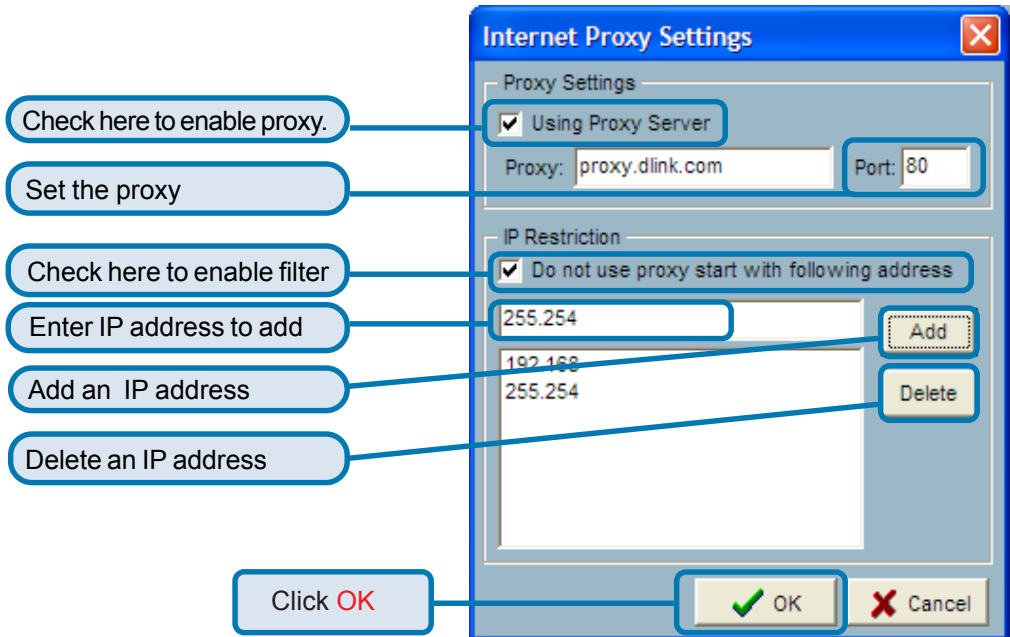 Internet Proxy Settings
Proxy Settings
Check here to enable proxy.
Using Proxy Server
Proxy: proxy.dlink.com Port: 80
Set the proxy
IP Restriction
Check here to enable filter
Do not use proxy start with following address
Enter IP address to add
255.254
Add
192.168
Add an IP address
255.254
Delete
Delete an IP address
Click OK
OK
Cancel